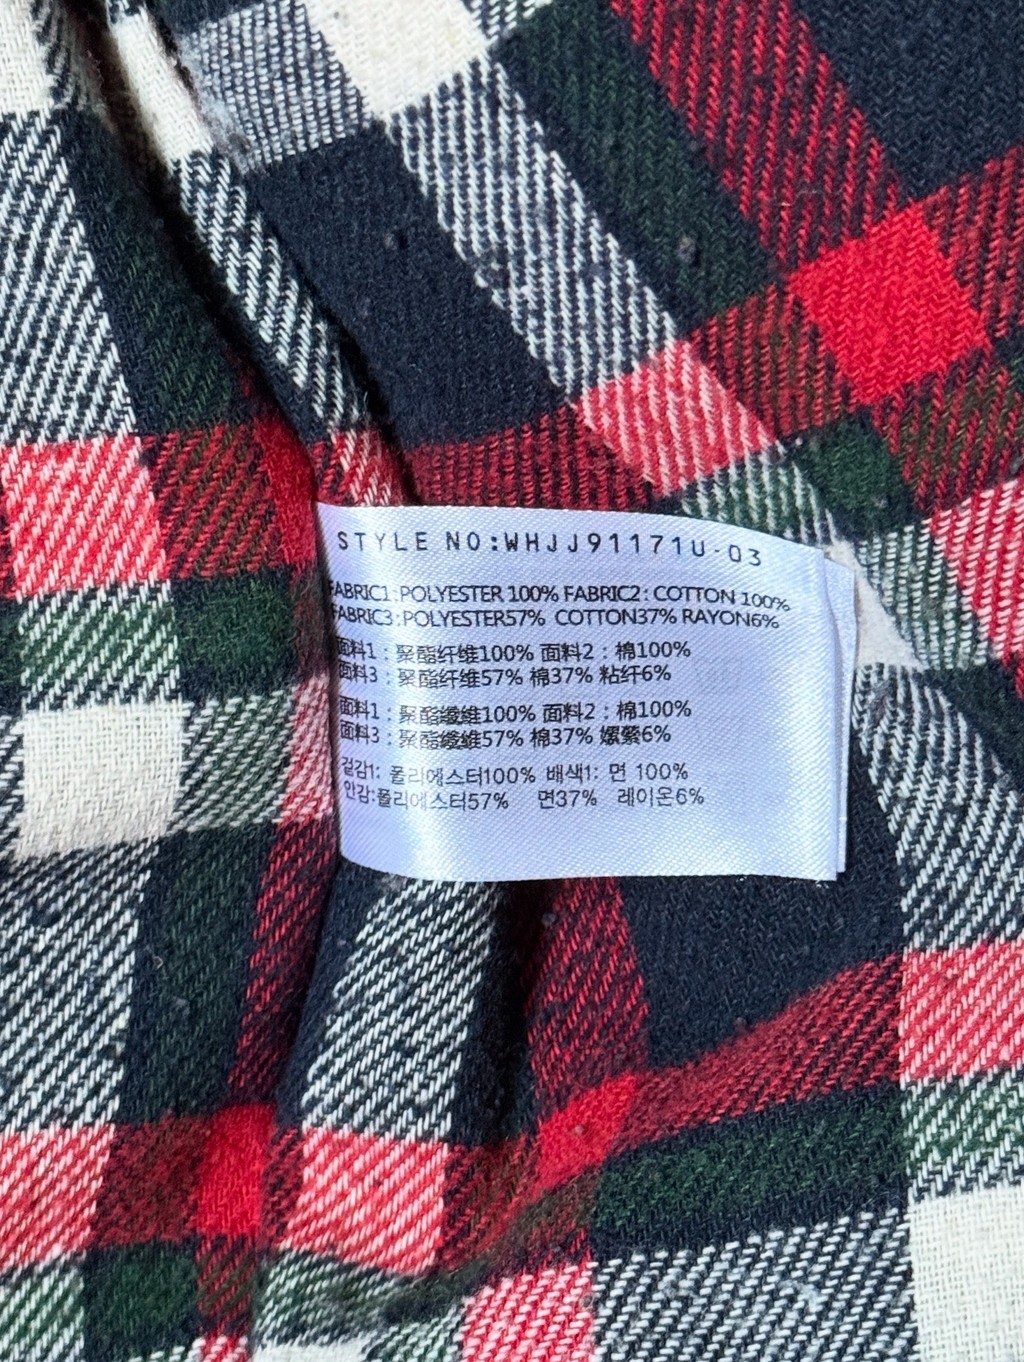 STYLE NO:WHJJ91171U-03
FABRIC1:POLYESTER 100% FABRIC2: COTTON 100%
FABRIC3:POLYESTER57% COTTON37% RAYON6%
面料1：聚酯纤维100% 面料2：棉100%
面料3：聚酯纤维57% 棉37% 粘纤6%
面料1：聚酯纖維100% 面料2：棉100%
面料3：聚酯纖維57% 棉37% 嫘縈6%
겉감1: 폴리에스터100% 배색1: 면 100%
안감:폴리에스터57% 면37% 레이온6%